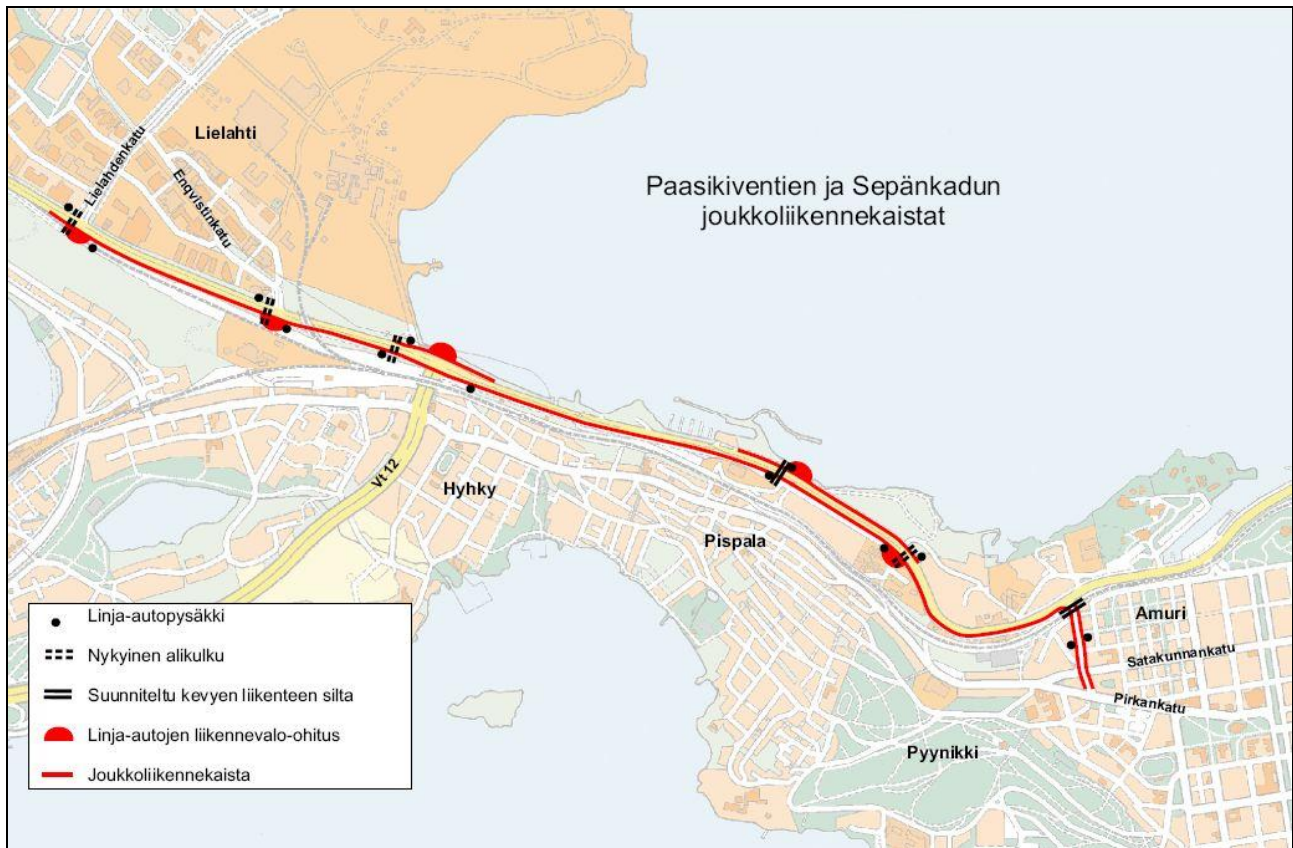 Paasikiventien ja Sepänkadun
joukkoliikennekaistat
Lielahti
Lielahdenkatu
Enqvistinkatu
Vt 12
Hyhky
Pispala
Amuri
Satakunnankatu
Pirkankatu
Pyynikki
Linja-autopysäkki
Nykyinen alikulku
Suunniteltu kevyen liikenteen silta
Linja-autojen liikennevalo-ohitus
Joukkoliikennekaista